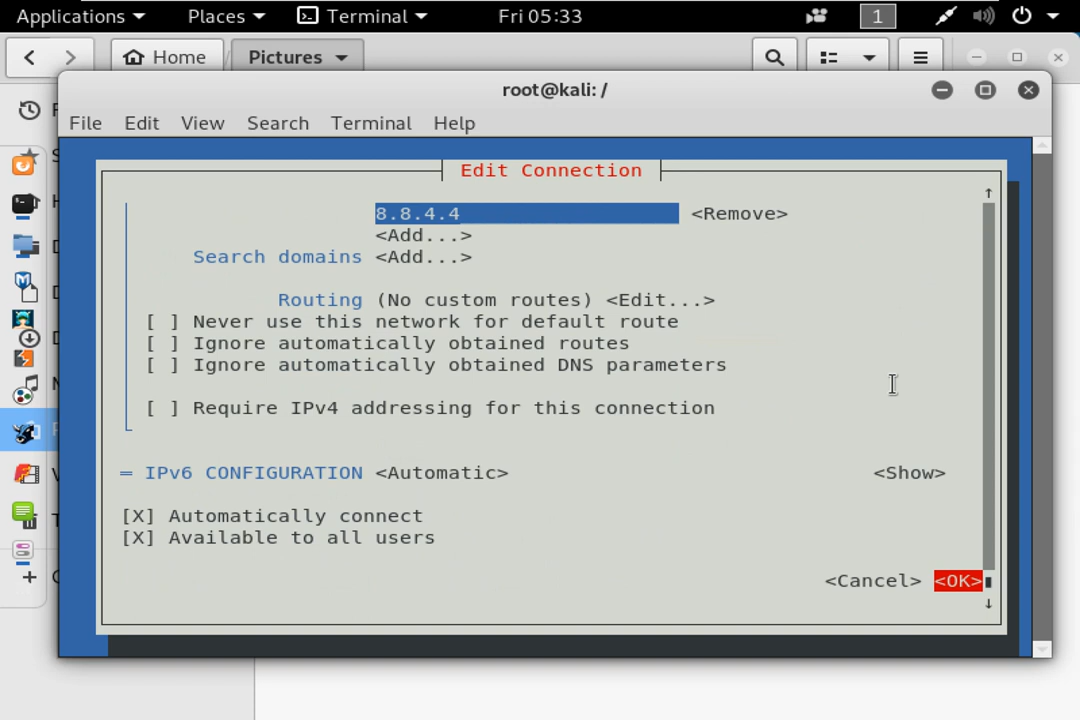 Applications Places Terminal Fri 05:33 1
Home Pictures
root@kali: /
File Edit View Search Terminal Help
Edit Connection
8.8.4.4 <Remove>
<Add...>
Search domains <Add...>
Routing (No custom routes) <Edit...>
[ ] Never use this network for default route
[ ] Ignore automatically obtained routes
[ ] Ignore automatically obtained DNS parameters
[ ] Require IPv4 addressing for this connection
= IPv6 CONFIGURATION <Automatic> <Show>
[X] Automatically connect
[X] Available to all users
<Cancel> <OK>